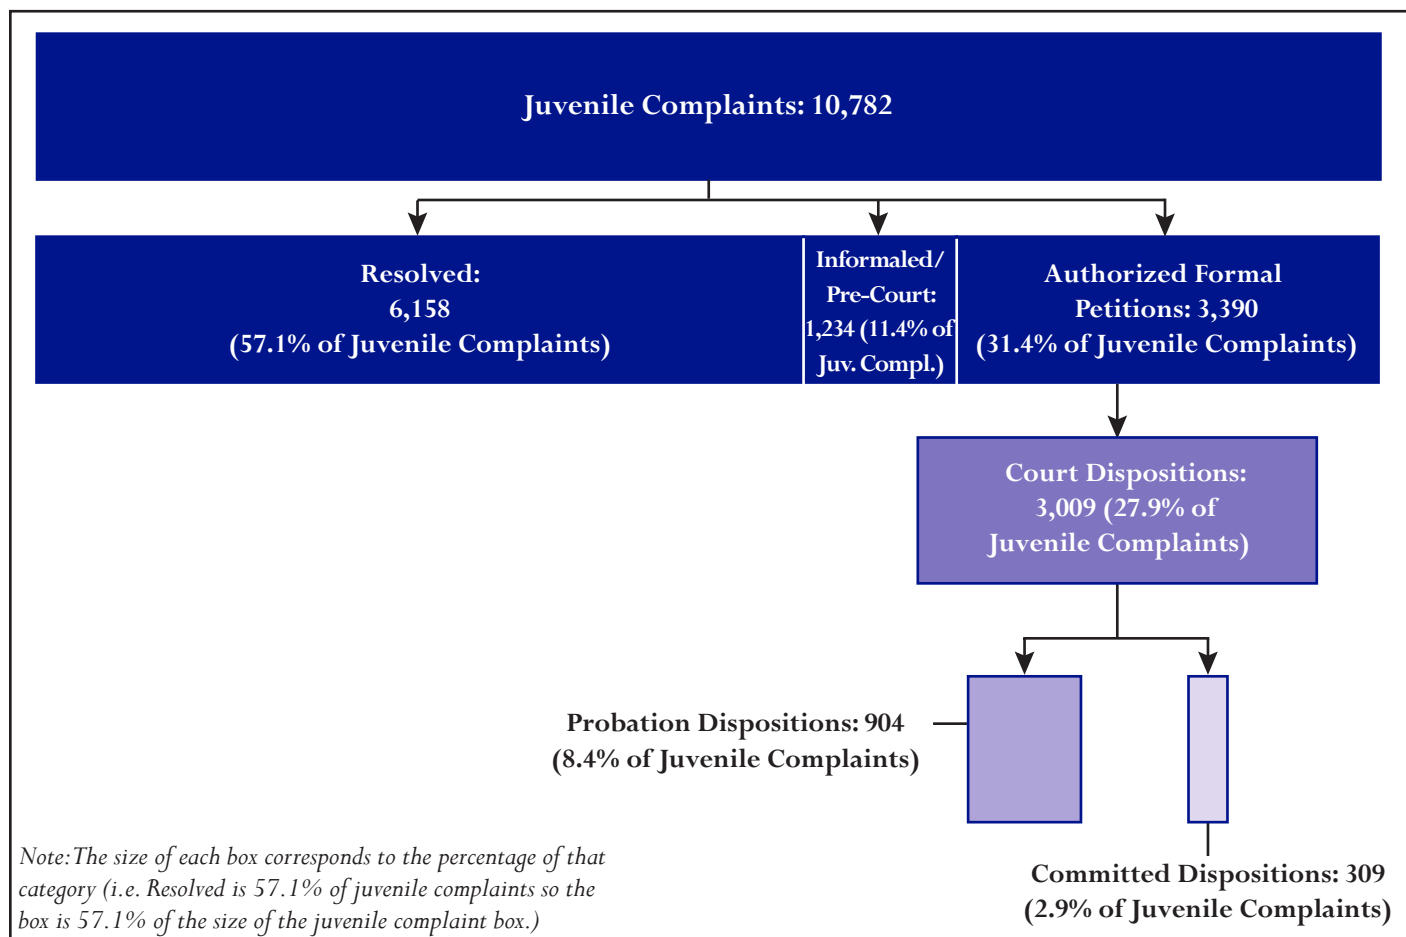 Juvenile Complaints: 10,782
Resolved:
6,158
(57.1% of Juvenile Complaints)
Informaled/
Pre-Court:
1,234 (11.4% of
Juv. Compl.)
Authorized Formal
Petitions: 3,390
(31.4% of Juvenile Complaints)
Court Dispositions:
3,009 (27.9% of
Juvenile Complaints)
Probation Dispositions: 904
(8.4% of Juvenile Complaints)
Committed Dispositions: 309
(2.9% of Juvenile Complaints)
Note: The size of each box corresponds to the percentage of that
category (i.e. Resolved is 57.1% of juvenile complaints so the
box is 57.1% of the size of the juvenile complaint box.)